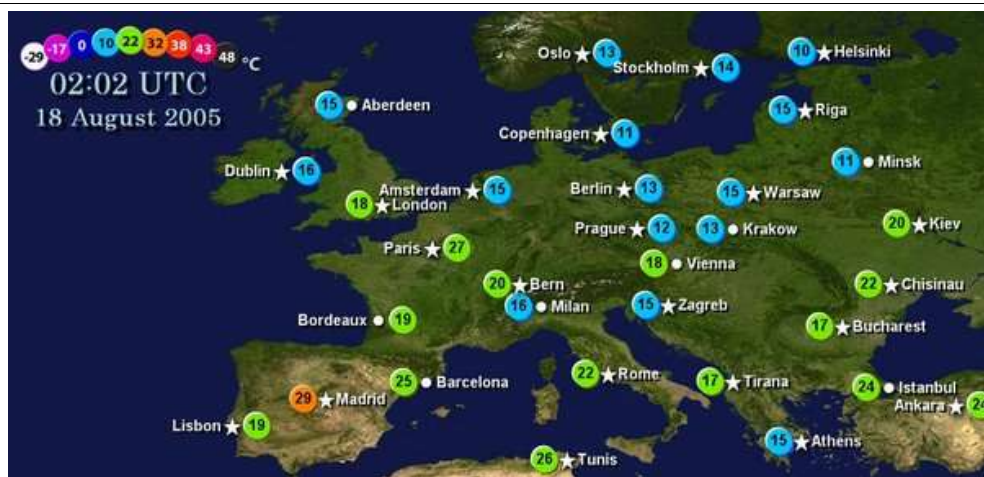 -29 -17 0 10 22 32 38 43 48 °C
02:02 UTC
18 August 2005
Oslo 13
10 Helsinki
Stockholm 14
15 Aberdeen
15 Riga
Copenhagen 11
11 Minsk
Dublin 16
Amsterdam 15
Berlin 13
15 Warsaw
18 London
20 Kiev
Prague 12
13 Krakow
Paris 27
18 Vienna
20 Bern
22 Chisinau
16 Milan
15 Zagreb
Bordeaux 19
17 Bucharest
22 Rome
17 Tirana
25 Barcelona
24 Istanbul
29 Madrid
Ankara 24
Lisbon 19
15 Athens
26 Tunis